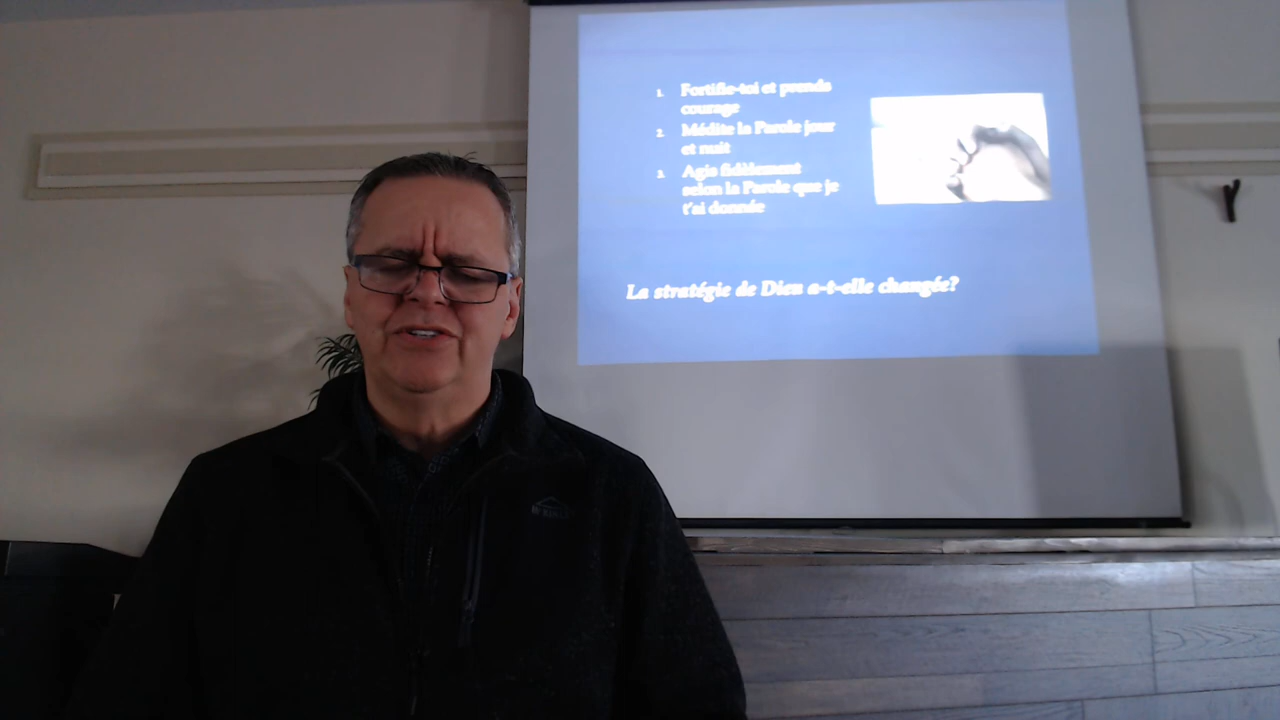 1. Fortifie-toi et prends
courage
2. Médite la Parole jour
et nuit
3. Agis fidèlement
selon la Parole que je
t'ai donnée
La stratégie de Dieu a-t-elle changée?